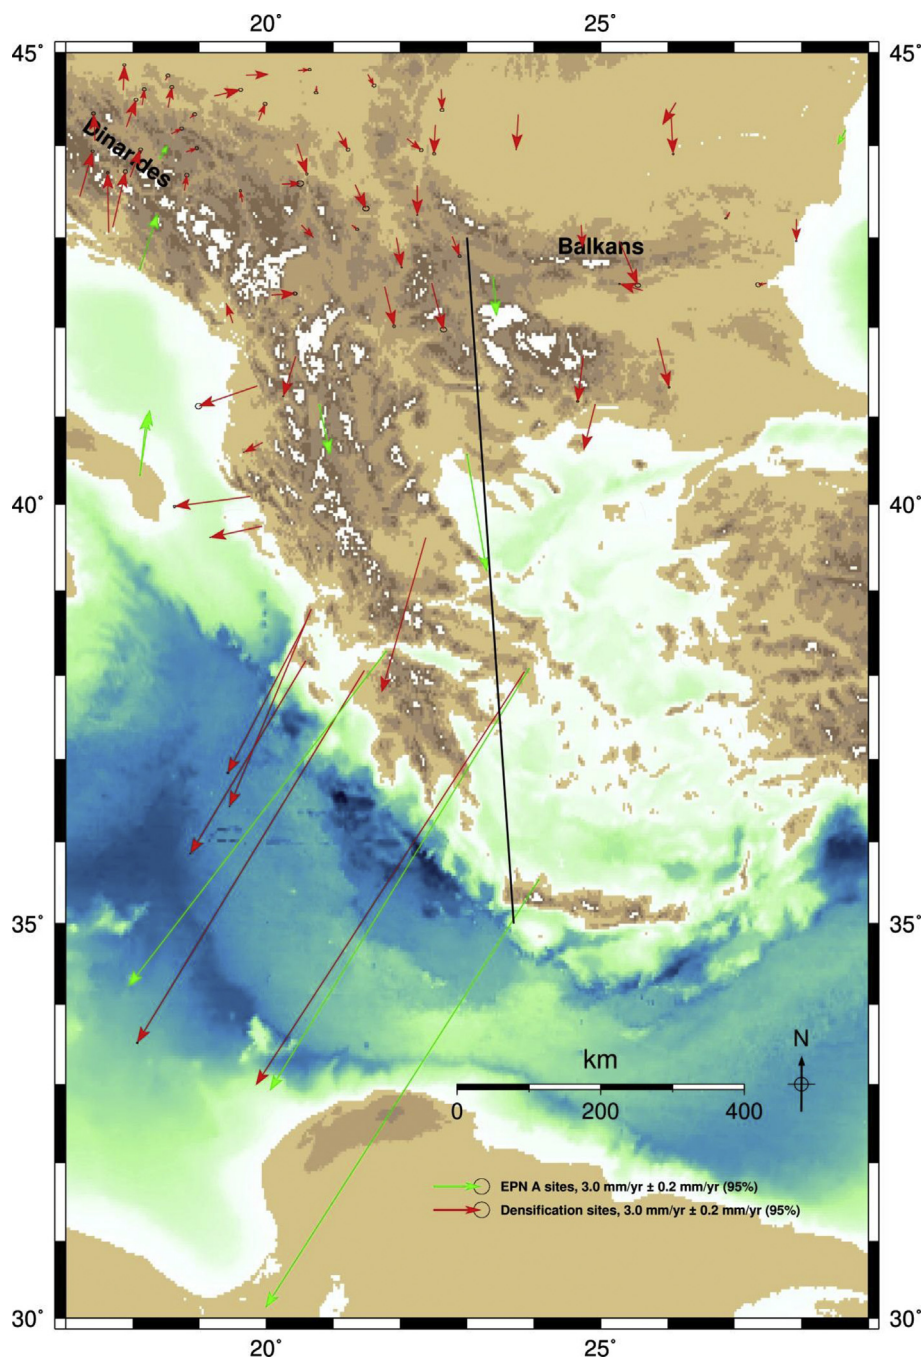 20° 25°
45° 45°
Dinarides
Balkans
40° 40°
35° 35°
N
km
0 200 400
EPN A sites, 3.0 mm/yr ± 0.2 mm/yr (95%)
Densification sites, 3.0 mm/yr ± 0.2 mm/yr (95%)
30° 30°
20° 25°